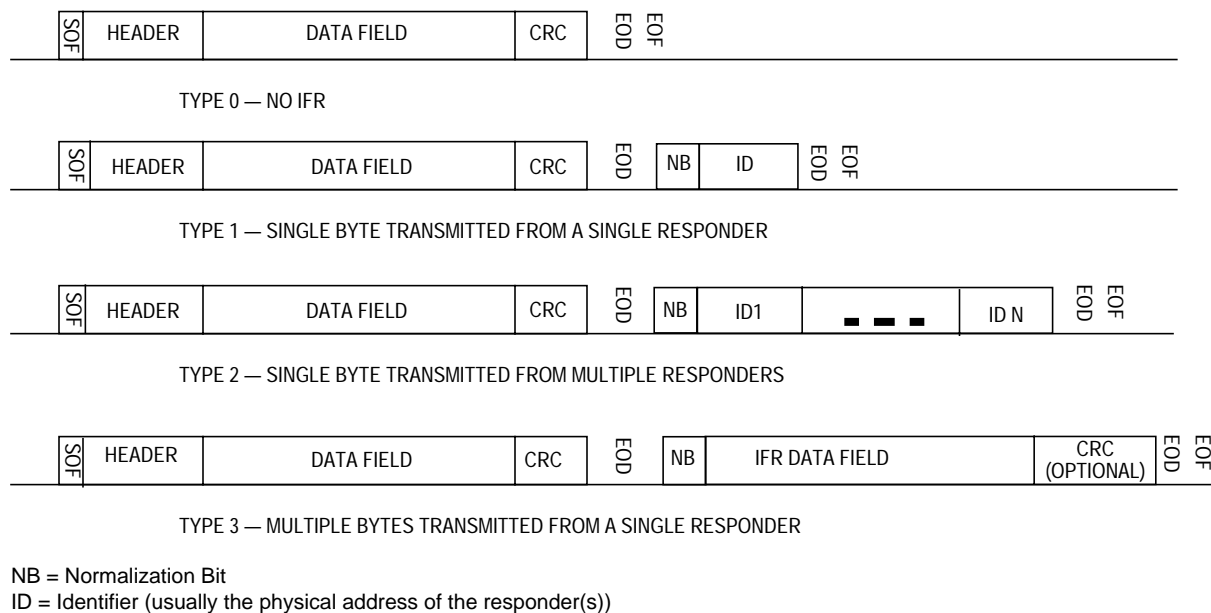 SOF HEADER DATA FIELD CRC EOD EOF
TYPE 0 — NO IFR
SOF HEADER DATA FIELD CRC EOD NB ID EOD EOF
TYPE 1 — SINGLE BYTE TRANSMITTED FROM A SINGLE RESPONDER
SOF HEADER DATA FIELD CRC EOD NB ID1 ID N EOD EOF
TYPE 2 — SINGLE BYTE TRANSMITTED FROM MULTIPLE RESPONDERS
SOF HEADER DATA FIELD CRC EOD NB IFR DATA FIELD CRC (OPTIONAL) EOD EOF
TYPE 3 — MULTIPLE BYTES TRANSMITTED FROM A SINGLE RESPONDER
NB = Normalization Bit
ID = Identifier (usually the physical address of the responder(s))